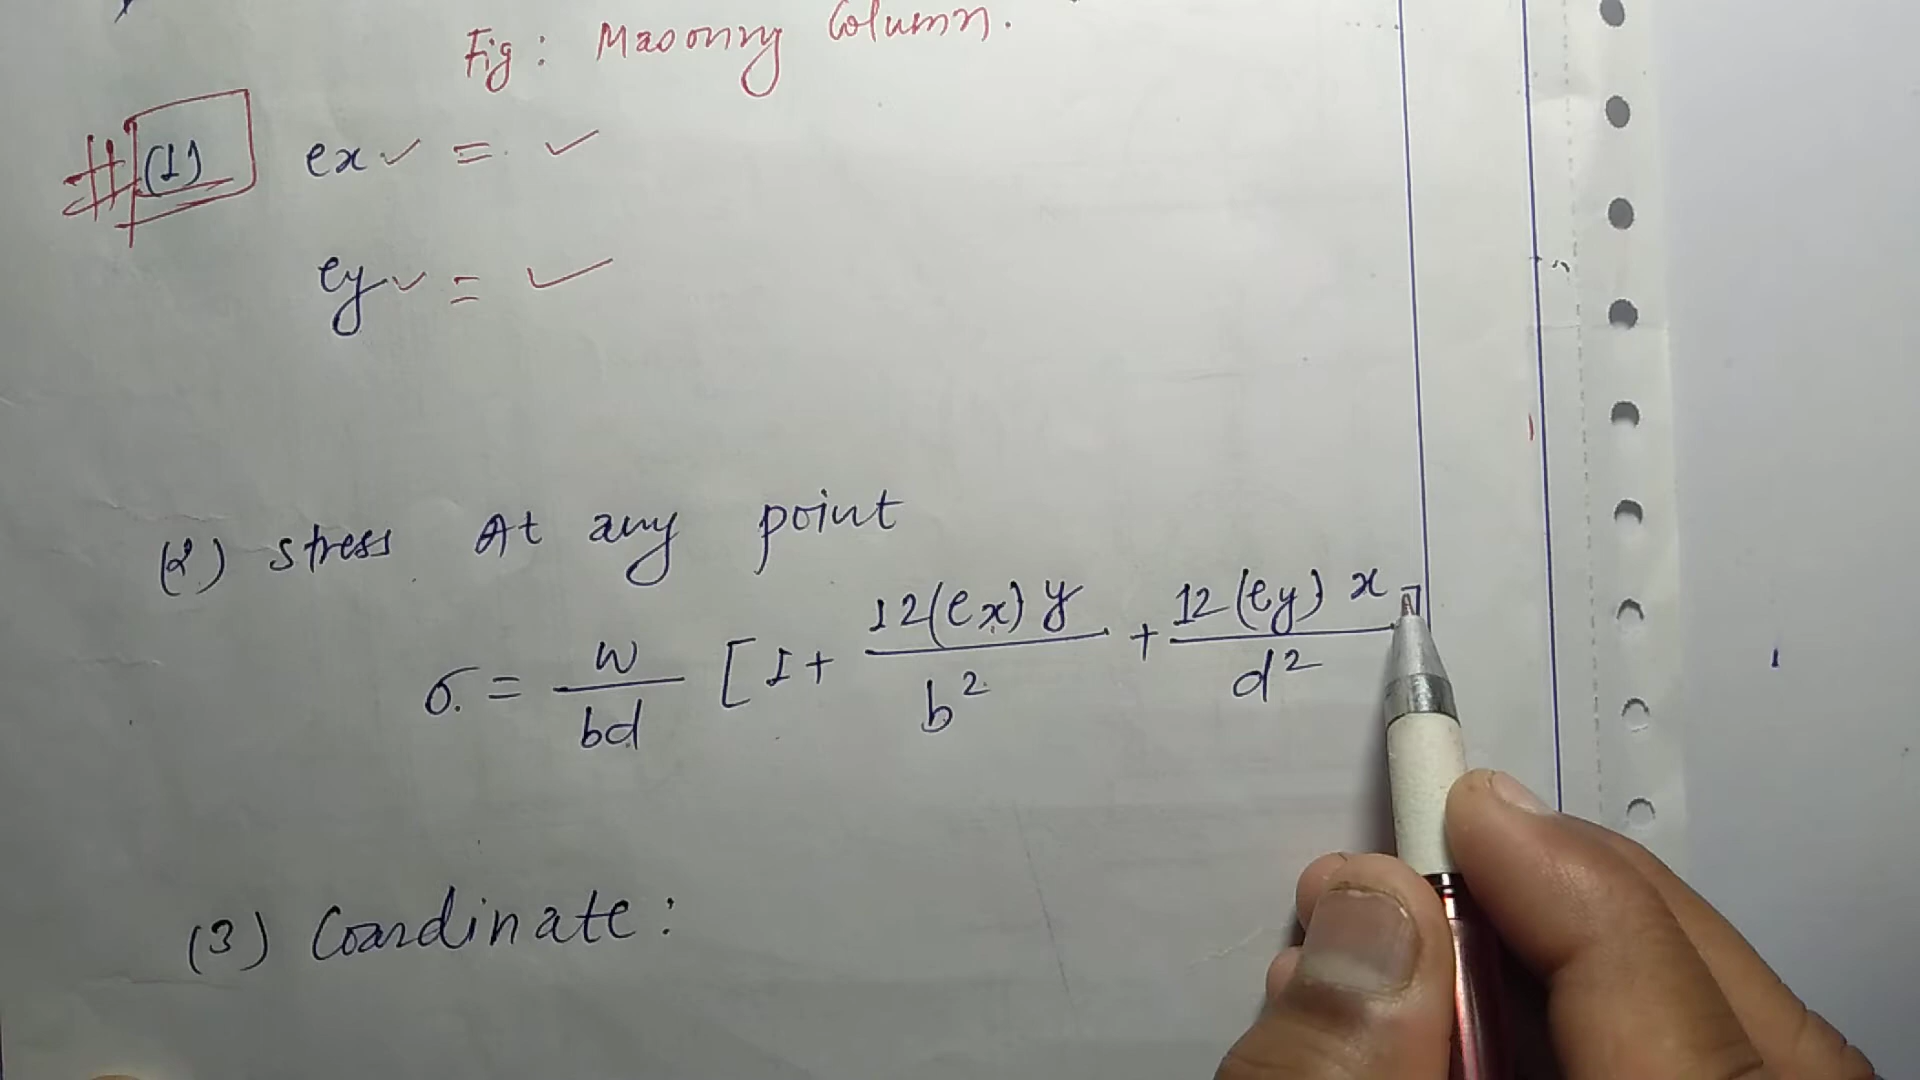 Fig: Masonry Column.
# (1) ex ✓ = ✓
ey ✓ = ✓
(2) stress At any point
σ = W/bd [1 + 12(ex) y/b² + 12(ey) x/d²]
(3) Coordinate: